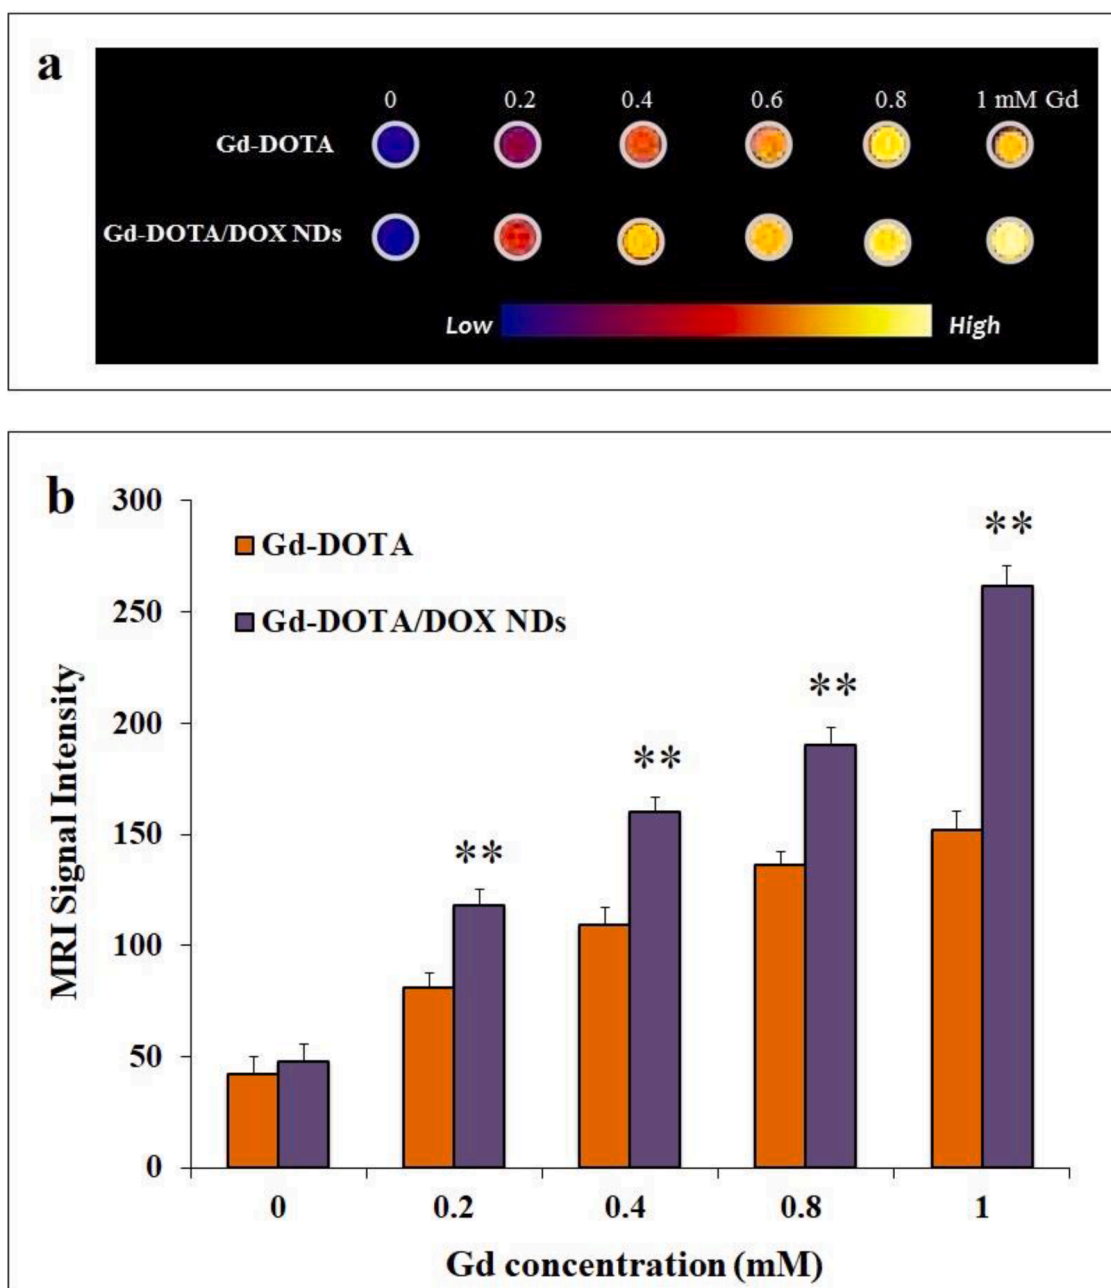 a
0 0.2 0.4 0.6 0.8 1 mM Gd
Gd-DOTA
Gd-DOTA/DOX NDs
Low High
b
300
250
200
150
100
50
0
MRI Signal Intensity
Gd-DOTA
Gd-DOTA/DOX NDs
**
**
**
**
0 0.2 0.4 0.8 1
Gd concentration (mM)